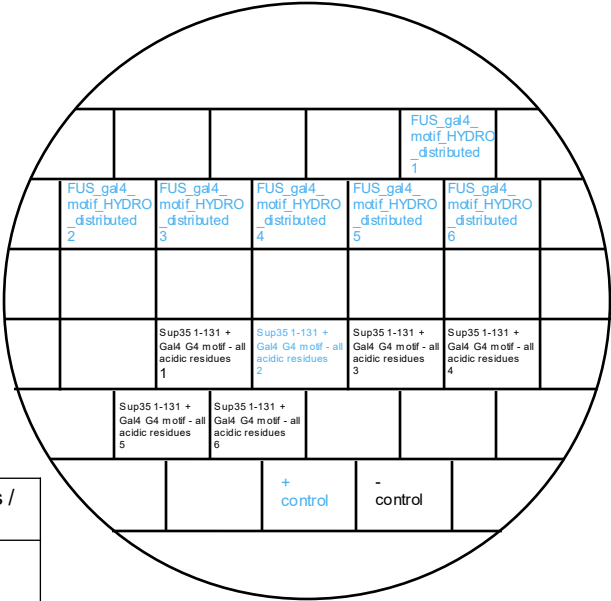 FUS_gal4_
motif_HYDRO
_distributed
1
FUS_gal4_
motif_HYDRO
_distributed
2
FUS_gal4_
motif_HYDRO
_distributed
3
FUS_gal4_
motif_HYDRO
_distributed
4
FUS_gal4_
motif_HYDRO
_distributed
5
FUS_gal4_
motif_HYDRO
_distributed
6
Sup35 1-131 +
Gal4 G4 motif - all
acidic residues
1
Sup35 1-131 +
Gal4 G4 motif - all
acidic residues
2
Sup35 1-131 +
Gal4 G4 motif - all
acidic residues
3
Sup35 1-131 +
Gal4 G4 motif - all
acidic residues
4
Sup35 1-131 +
Gal4 G4 motif - all
acidic residues
5
Sup35 1-131 +
Gal4 G4 motif - all
acidic residues
6
+
control
-
control
s /